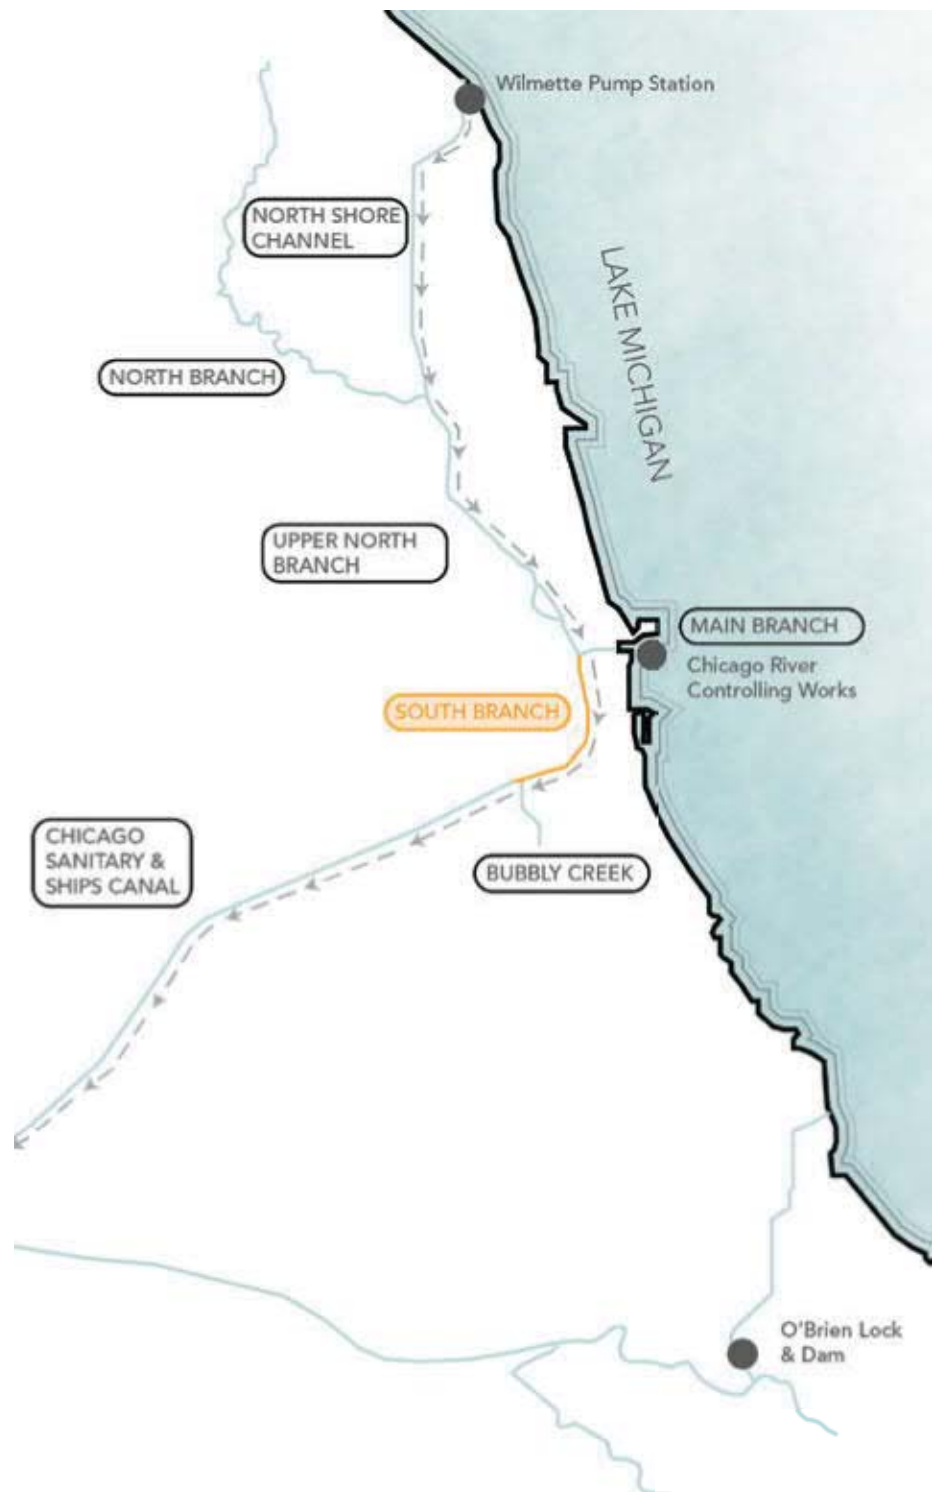 Wilmette Pump Station
NORTH SHORE
CHANNEL
LAKE MICHIGAN
NORTH BRANCH
UPPER NORTH
BRANCH
MAIN BRANCH
Chicago River
Controlling Works
SOUTH BRANCH
CHICAGO
SANITARY &
SHIPS CANAL
BUBBLY CREEK
O'Brien Lock
& Dam